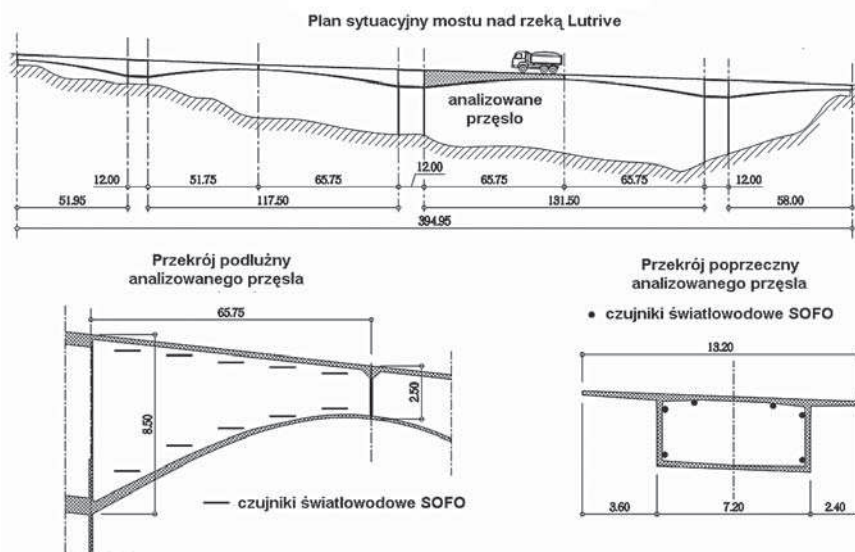 Plan sytuacyjny mostu nad rzeką Lutrive
analizowane
przęsło
12.00 51.75 65.75 12.00 65.75 65.75 12.00
51.95 117.50 131.50 58.00
394.95
Przekrój podłużny
analizowanego przęsła
65.75
8.50
2.50
czujniki światłowodowe SOFO
Przekrój poprzeczny
analizowanego przęsła
czujniki światłowodowe SOFO
13.20
3.60 7.20 2.40